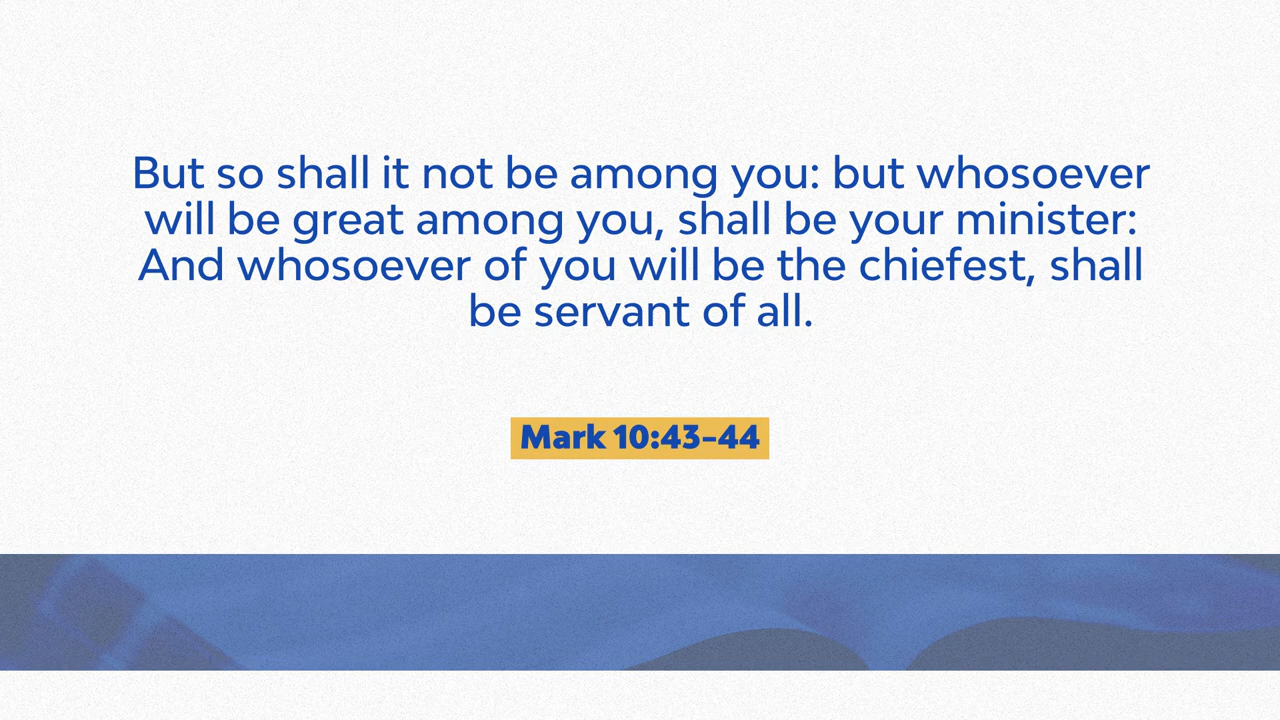 But so shall it not be among you: but whosoever
will be great among you, shall be your minister:
And whosoever of you will be the chiefest, shall
be servant of all.
Mark 10:43–44